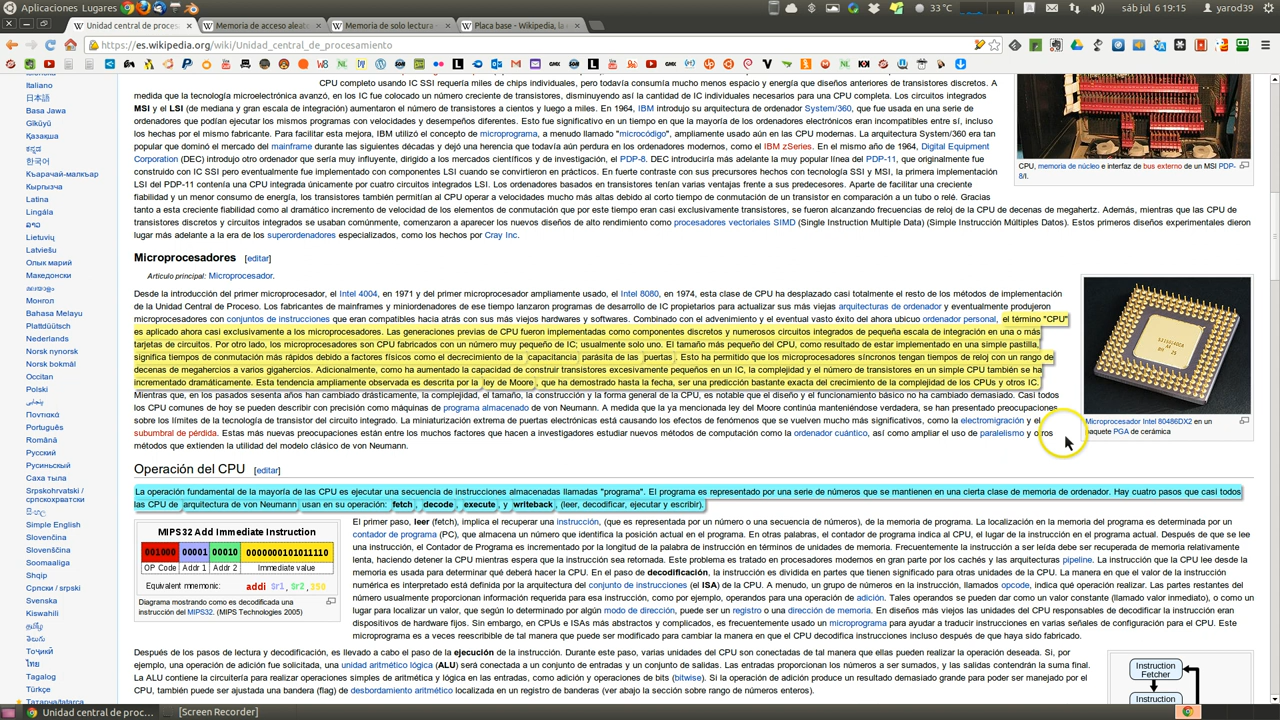 Aplicaciones Lugares
33°C
sáb jul 6 19:15
yarod39
Unidad central de proces
Memoria de acceso aleat
Memoria de solo lectura -
Placa base - Wikipedia, la
https://es.wikipedia.org/wiki/Unidad_central_de_procesamiento
Italiano
日本語
Basa Jawa
Gĩkũyũ
Қазақша
ಕನ್ನಡ
한국어
Къарачай-малкъар
Кыргызча
Latina
Lingála
ລາວ
Lietuvių
Latviešu
Олык марий
Македонски
മലയാളം
Монгол
Bahasa Melayu
Plattdüütsch
Nederlands
Norsk nynorsk
Norsk bokmål
Occitan
Polski
پنجابی
Português
Română
Русский
Русиньскый
Саха тыла
Srpskohrvatski /
српскохрватски
සිංහල
Simple English
Slovenčina
Slovenščina
Soomaaliga
Shqip
Српски / srpski
Svenska
Kiswahili
தமிழ்
తెలుగు
Тоҷикӣ
ไทย
Tagalog
Türkçe
Татарча/tatarca
CPU completo usando IC SSI requería miles de chips individuales, pero todavía consumía mucho menos espacio y energía que diseños anteriores de transistores discretos. A
medida que la tecnología microelectrónica avanzó, en los IC fue colocado un número creciente de transistores, disminuyendo así la cantidad de IC individuales necesarios para una CPU completa. Los circuitos integrados
MSI y el LSI (de mediana y gran escala de integración) aumentaron el número de transistores a cientos y luego a miles. En 1964, IBM introdujo su arquitectura de ordenador System/360, que fue usada en una serie de
ordenadores que podían ejecutar los mismos programas con velocidades y desempeños diferentes. Esto fue significativo en un tiempo en que la mayoría de los ordenadores electrónicos eran incompatibles entre sí, incluso
los hechos por el mismo fabricante. Para facilitar esta mejora, IBM utilizó el concepto de microprograma, a menudo llamado "microcódigo", ampliamente usado aún en las CPU modernas. La arquitectura System/360 era tan
popular que dominó el mercado del mainframe durante las siguientes décadas y dejó una herencia que todavía aún perdura en los ordenadores modernos, como el IBM zSeries. En el mismo año de 1964, Digital Equipment
Corporation (DEC) introdujo otro ordenador que sería muy influyente, dirigido a los mercados científicos y de investigación, el PDP-8. DEC introduciría más adelante la muy popular línea del PDP-11, que originalmente fue
construido con IC SSI pero eventualmente fue implementado con componentes LSI cuando se convirtieron en prácticos. En fuerte contraste con sus precursores hechos con tecnología SSI y MSI, la primera implementación
LSI del PDP-11 contenía una CPU integrada únicamente por cuatro circuitos integrados LSI. Los ordenadores basados en transistores tenían varias ventajas frente a sus predecesores. Aparte de facilitar una creciente
fiabilidad y un menor consumo de energía, los transistores también permitían al CPU operar a velocidades mucho más altas debido al corto tiempo de conmutación de un transistor en comparación a un tubo o relé. Gracias
tanto a esta creciente fiabilidad como al dramático incremento de velocidad de los elementos de conmutación que por este tiempo eran casi exclusivamente transistores, se fueron alcanzando frecuencias de reloj de la CPU de decenas de megahertz. Además, mientras que las CPU de
transistores discretos y circuitos integrados se usaban comúnmente, comenzaron a aparecer los nuevos diseños de alto rendimiento como procesadores vectoriales SIMD (Single Instruction Multiple Data) (Simple Instrucción Múltiples Datos). Estos primeros diseños experimentales dieron
lugar más adelante a la era de los superordenadores especializados, como los hechos por Cray Inc.
CPU, memoria de núcleo e interfaz de bus externo de un MSI PDP-
8/I.
Microprocesadores [editar]
Artículo principal: Microprocesador.
Desde la introducción del primer microprocesador, el Intel 4004, en 1971 y del primer microprocesador ampliamente usado, el Intel 8080, en 1974, esta clase de CPU ha desplazado casi totalmente el resto de los métodos de implementación
de la Unidad Central de Proceso. Los fabricantes de mainframes y miniordenadores de ese tiempo lanzaron programas de desarrollo de IC propietarios para actualizar sus más viejas arquitecturas de ordenador y eventualmente produjeron
microprocesadores con conjuntos de instrucciones que eran compatibles hacia atrás con sus más viejos hardwares y softwares. Combinado con el advenimiento y el eventual vasto éxito del ahora ubicuo ordenador personal, el término "CPU"
es aplicado ahora casi exclusivamente a los microprocesadores. Las generaciones previas de CPU fueron implementadas como componentes discretos y numerosos circuitos integrados de pequeña escala de integración en una o más
tarjetas de circuitos. Por otro lado, los microprocesadores son CPU fabricados con un número muy pequeño de IC; usualmente solo uno. El tamaño más pequeño del CPU, como resultado de estar implementado en una simple pastilla,
significa tiempos de conmutación más rápidos debido a factores físicos como el decrecimiento de la capacitancia parásita de las puertas. Esto ha permitido que los microprocesadores síncronos tengan tiempos de reloj con un rango de
decenas de megahercios a varios gigahercios. Adicionalmente, como ha aumentado la capacidad de construir transistores excesivamente pequeños en un IC, la complejidad y el número de transistores en un simple CPU también se ha
incrementado dramáticamente. Esta tendencia ampliamente observada es descrita por la ley de Moore, que ha demostrado hasta la fecha, ser una predicción bastante exacta del crecimiento de la complejidad de los CPUs y otros IC.
Mientras que, en los pasados sesenta años han cambiado drásticamente, la complejidad, el tamaño, la construcción y la forma general de la CPU, es notable que el diseño y el funcionamiento básico no ha cambiado demasiado. Casi todos
los CPU comunes de hoy se pueden describir con precisión como máquinas de programa almacenado de von Neumann. A medida que la ya mencionada ley del Moore continúa manteniéndose verdadera, se han presentado preocupaciones
sobre los límites de la tecnología de transistor del circuito integrado. La miniaturización extrema de puertas electrónicas está causando los efectos de fenómenos que se vuelven mucho más significativos, como la electromigración y el
subumbral de pérdida. Estas más nuevas preocupaciones están entre los muchos factores que hacen a investigadores estudiar nuevos métodos de computación como la ordenador cuántico, así como ampliar el uso de paralelismo y otros
métodos que extienden la utilidad del modelo clásico de von Neumann.
Microprocesador Intel 80486DX2 en un
paquete PGA de cerámica
Operación del CPU [editar]
La operación fundamental de la mayoría de las CPU es ejecutar una secuencia de instrucciones almacenadas llamadas "programa". El programa es representado por una serie de números que se mantienen en una cierta clase de memoria de ordenador. Hay cuatro pasos que casi todos
las CPU de arquitectura de von Neumann usan en su operación: fetch, decode, execute, y writeback, (leer, decodificar, ejecutar y escribir).
MIPS32 Add Immediate Instruction
001000 00001 00010 0000000101011110
OP Code Addr 1 Addr 2 Immediate value
Equivalent mnemonic: addi $r1, $r2, 350
Diagrama mostrando como es decodificada una
instrucción del MIPS32. (MIPS Technologies 2005)
El primer paso, leer (fetch), implica el recuperar una instrucción, (que es representada por un número o una secuencia de números), de la memoria de programa. La localización en la memoria del programa es determinada por un
contador de programa (PC), que almacena un número que identifica la posición actual en el programa. En otras palabras, el contador de programa indica al CPU, el lugar de la instrucción en el programa actual. Después de que se lee
una instrucción, el Contador de Programa es incrementado por la longitud de la palabra de instrucción en términos de unidades de memoria. Frecuentemente la instrucción a ser leída debe ser recuperada de memoria relativamente
lenta, haciendo detener la CPU mientras espera que la instrucción sea retornada. Este problema es tratado en procesadores modernos en gran parte por los cachés y las arquitecturas pipeline. La instrucción que la CPU lee desde la
memoria es usada para determinar qué deberá hacer la CPU. En el paso de decodificación, la instrucción es dividida en partes que tienen significado para otras unidades de la CPU. La manera en que el valor de la instrucción
numérica es interpretado está definida por la arquitectura del conjunto de instrucciones (el ISA) de la CPU. A menudo, un grupo de números en la instrucción, llamados opcode, indica qué operación realizar. Las partes restantes del
número usualmente proporcionan información requerida para esa instrucción, como por ejemplo, operandos para una operación de adición. Tales operandos se pueden dar como un valor constante (llamado valor inmediato), o como un
lugar para localizar un valor, que según lo determinado por algún modo de dirección, puede ser un registro o una dirección de memoria. En diseños más viejos las unidades del CPU responsables de decodificar la instrucción eran
dispositivos de hardware fijos. Sin embargo, en CPUs e ISAs más abstractos y complicados, es frecuentemente usado un microprograma para ayudar a traducir instrucciones en varias señales de configuración para el CPU. Este
microprograma es a veces reescribible de tal manera que puede ser modificado para cambiar la manera en que el CPU decodifica instrucciones incluso después de que haya sido fabricado.
Después de los pasos de lectura y decodificación, es llevado a cabo el paso de la ejecución de la instrucción. Durante este paso, varias unidades del CPU son conectadas de tal manera que ellas pueden realizar la operación deseada. Si, por
ejemplo, una operación de adición fue solicitada, una unidad aritmético lógica (ALU) será conectada a un conjunto de entradas y un conjunto de salidas. Las entradas proporcionan los números a ser sumados, y las salidas contendrán la suma final.
La ALU contiene la circuitería para realizar operaciones simples de aritmética y lógica en las entradas, como adición y operaciones de bits (bitwise). Si la operación de adición produce un resultado demasiado grande para poder ser manejado por el
CPU, también puede ser ajustada una bandera (flag) de desbordamiento aritmético localizada en un registro de banderas (ver abajo la sección sobre rango de números enteros).
Instruction
Fetcher
Instruction
Unidad central de proc...
[Screen Recorder]